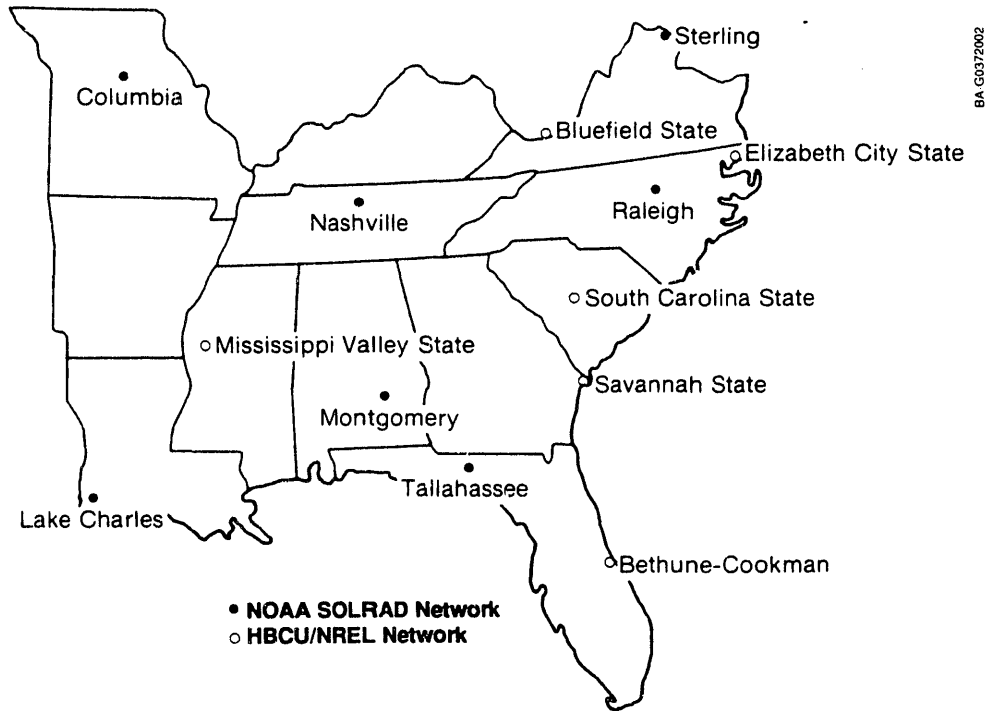 Sterling
BA-G0372002
Columbia
Bluefield State
Elizabeth City State
Nashville
Raleigh
South Carolina State
Mississippi Valley State
Savannah State
Montgomery
Tallahassee
Lake Charles
Bethune-Cookman
NOAA SOLRAD Network
HBCU/NREL Network